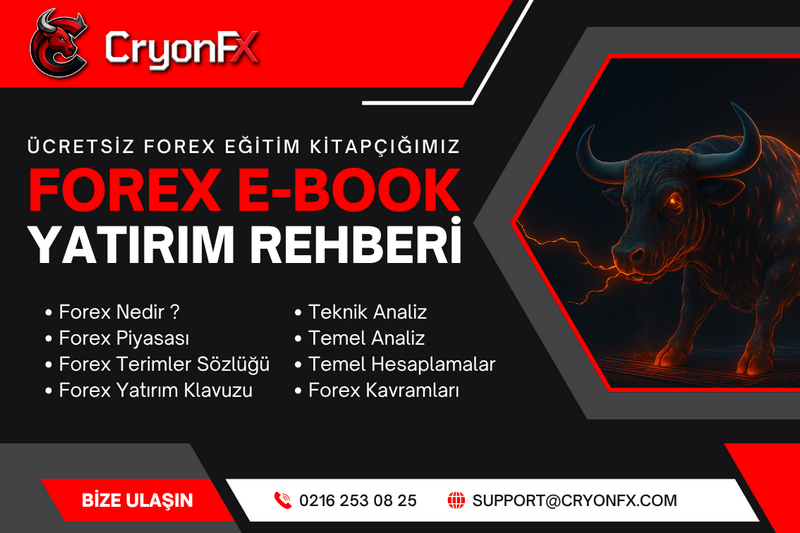 CryonFX
ÜCRETSİZ FOREX EĞİTİM KİTAPÇIĞIMIZ
FOREX E-BOOK
YATIRIM REHBERİ
• Forex Nedir ?
• Forex Piyasası
• Forex Terimler Sözlüğü
• Forex Yatırım Klavuzu
• Teknik Analiz
• Temel Analiz
• Temel Hesaplamalar
• Forex Kavramları
BİZE ULAŞIN
0216 253 08 25
SUPPORT@CRYONFX.COM